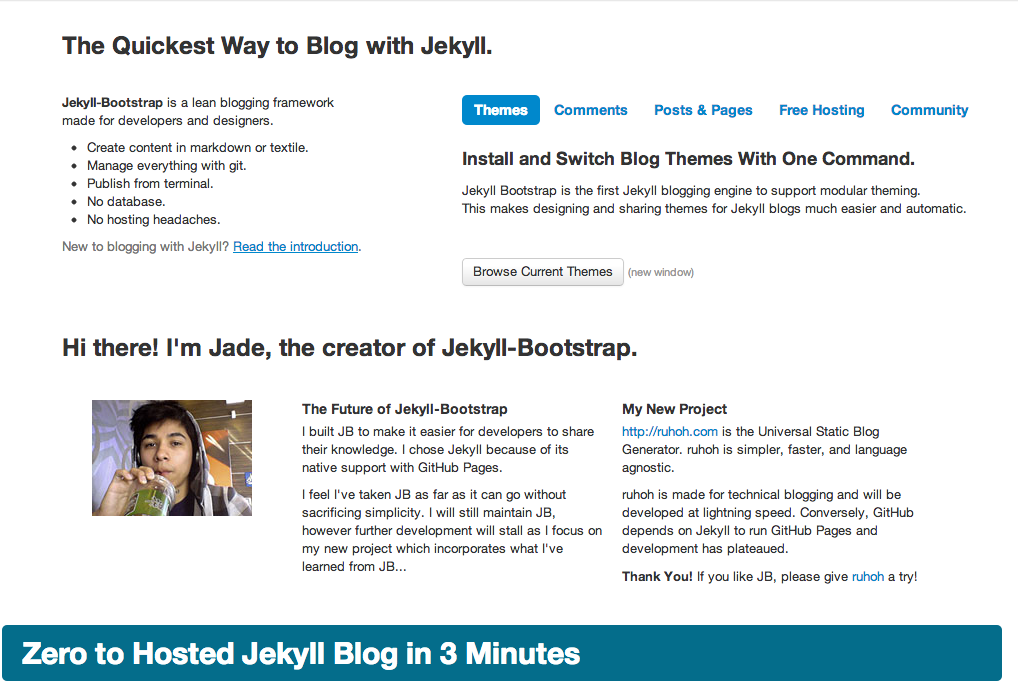 The Quickest Way to Blog with Jekyll.
Jekyll-Bootstrap is a lean blogging framework
made for developers and designers.
Create content in markdown or textile.
Manage everything with git.
Publish from terminal.
No database.
No hosting headaches.
New to blogging with Jekyll? Read the introduction.
Themes Comments Posts & Pages Free Hosting Community
Install and Switch Blog Themes With One Command.
Jekyll Bootstrap is the first Jekyll blogging engine to support modular theming.
This makes designing and sharing themes for Jekyll blogs much easier and automatic.
Browse Current Themes (new window)
Hi there! I'm Jade, the creator of Jekyll-Bootstrap.
The Future of Jekyll-Bootstrap
I built JB to make it easier for developers to share
their knowledge. I chose Jekyll because of its
native support with GitHub Pages.
I feel I've taken JB as far as it can go without
sacrificing simplicity. I will still maintain JB,
however further development will stall as I focus on
my new project which incorporates what I've
learned from JB...
My New Project
http://ruhoh.com is the Universal Static Blog
Generator. ruhoh is simpler, faster, and language
agnostic.
ruhoh is made for technical blogging and will be
developed at lightning speed. Conversely, GitHub
depends on Jekyll to run GitHub Pages and
development has plateaued.
Thank You! If you like JB, please give ruhoh a try!
Zero to Hosted Jekyll Blog in 3 Minutes